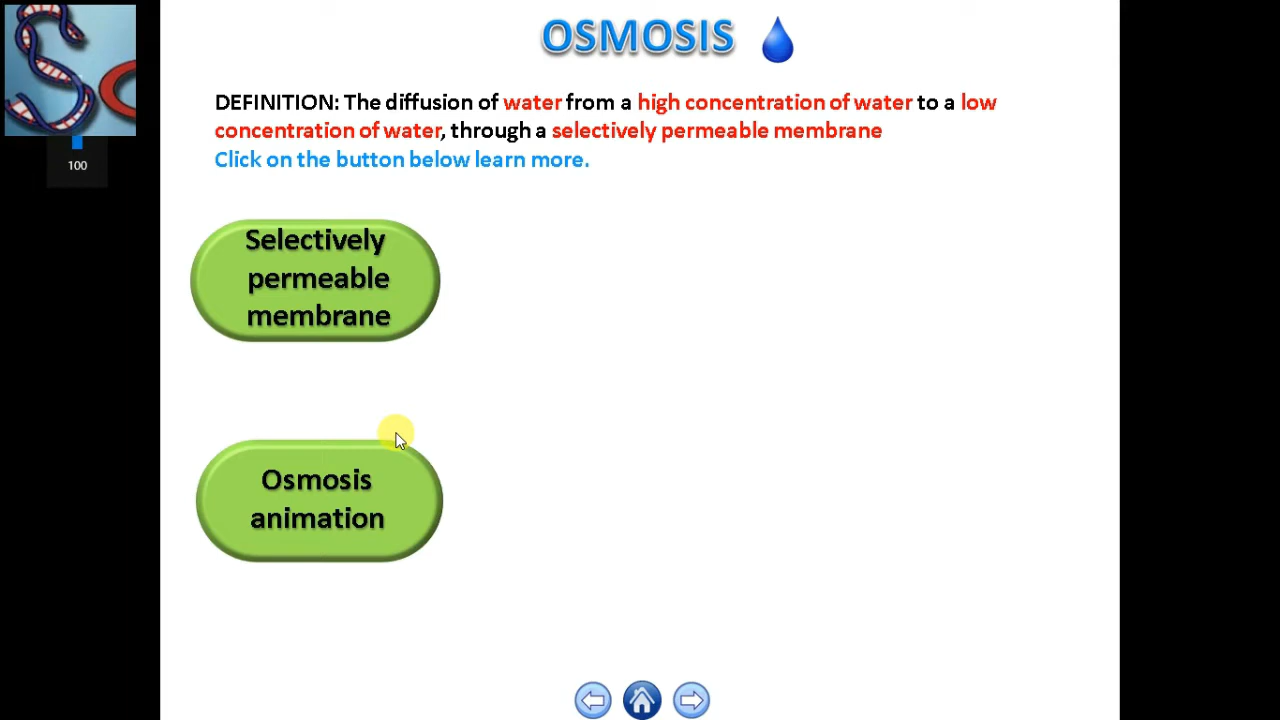 OSMOSIS
DEFINITION: The diffusion of water from a high concentration of water to a low
concentration of water, through a selectively permeable membrane
Click on the button below learn more.
100
Selectively
permeable
membrane
Osmosis
animation